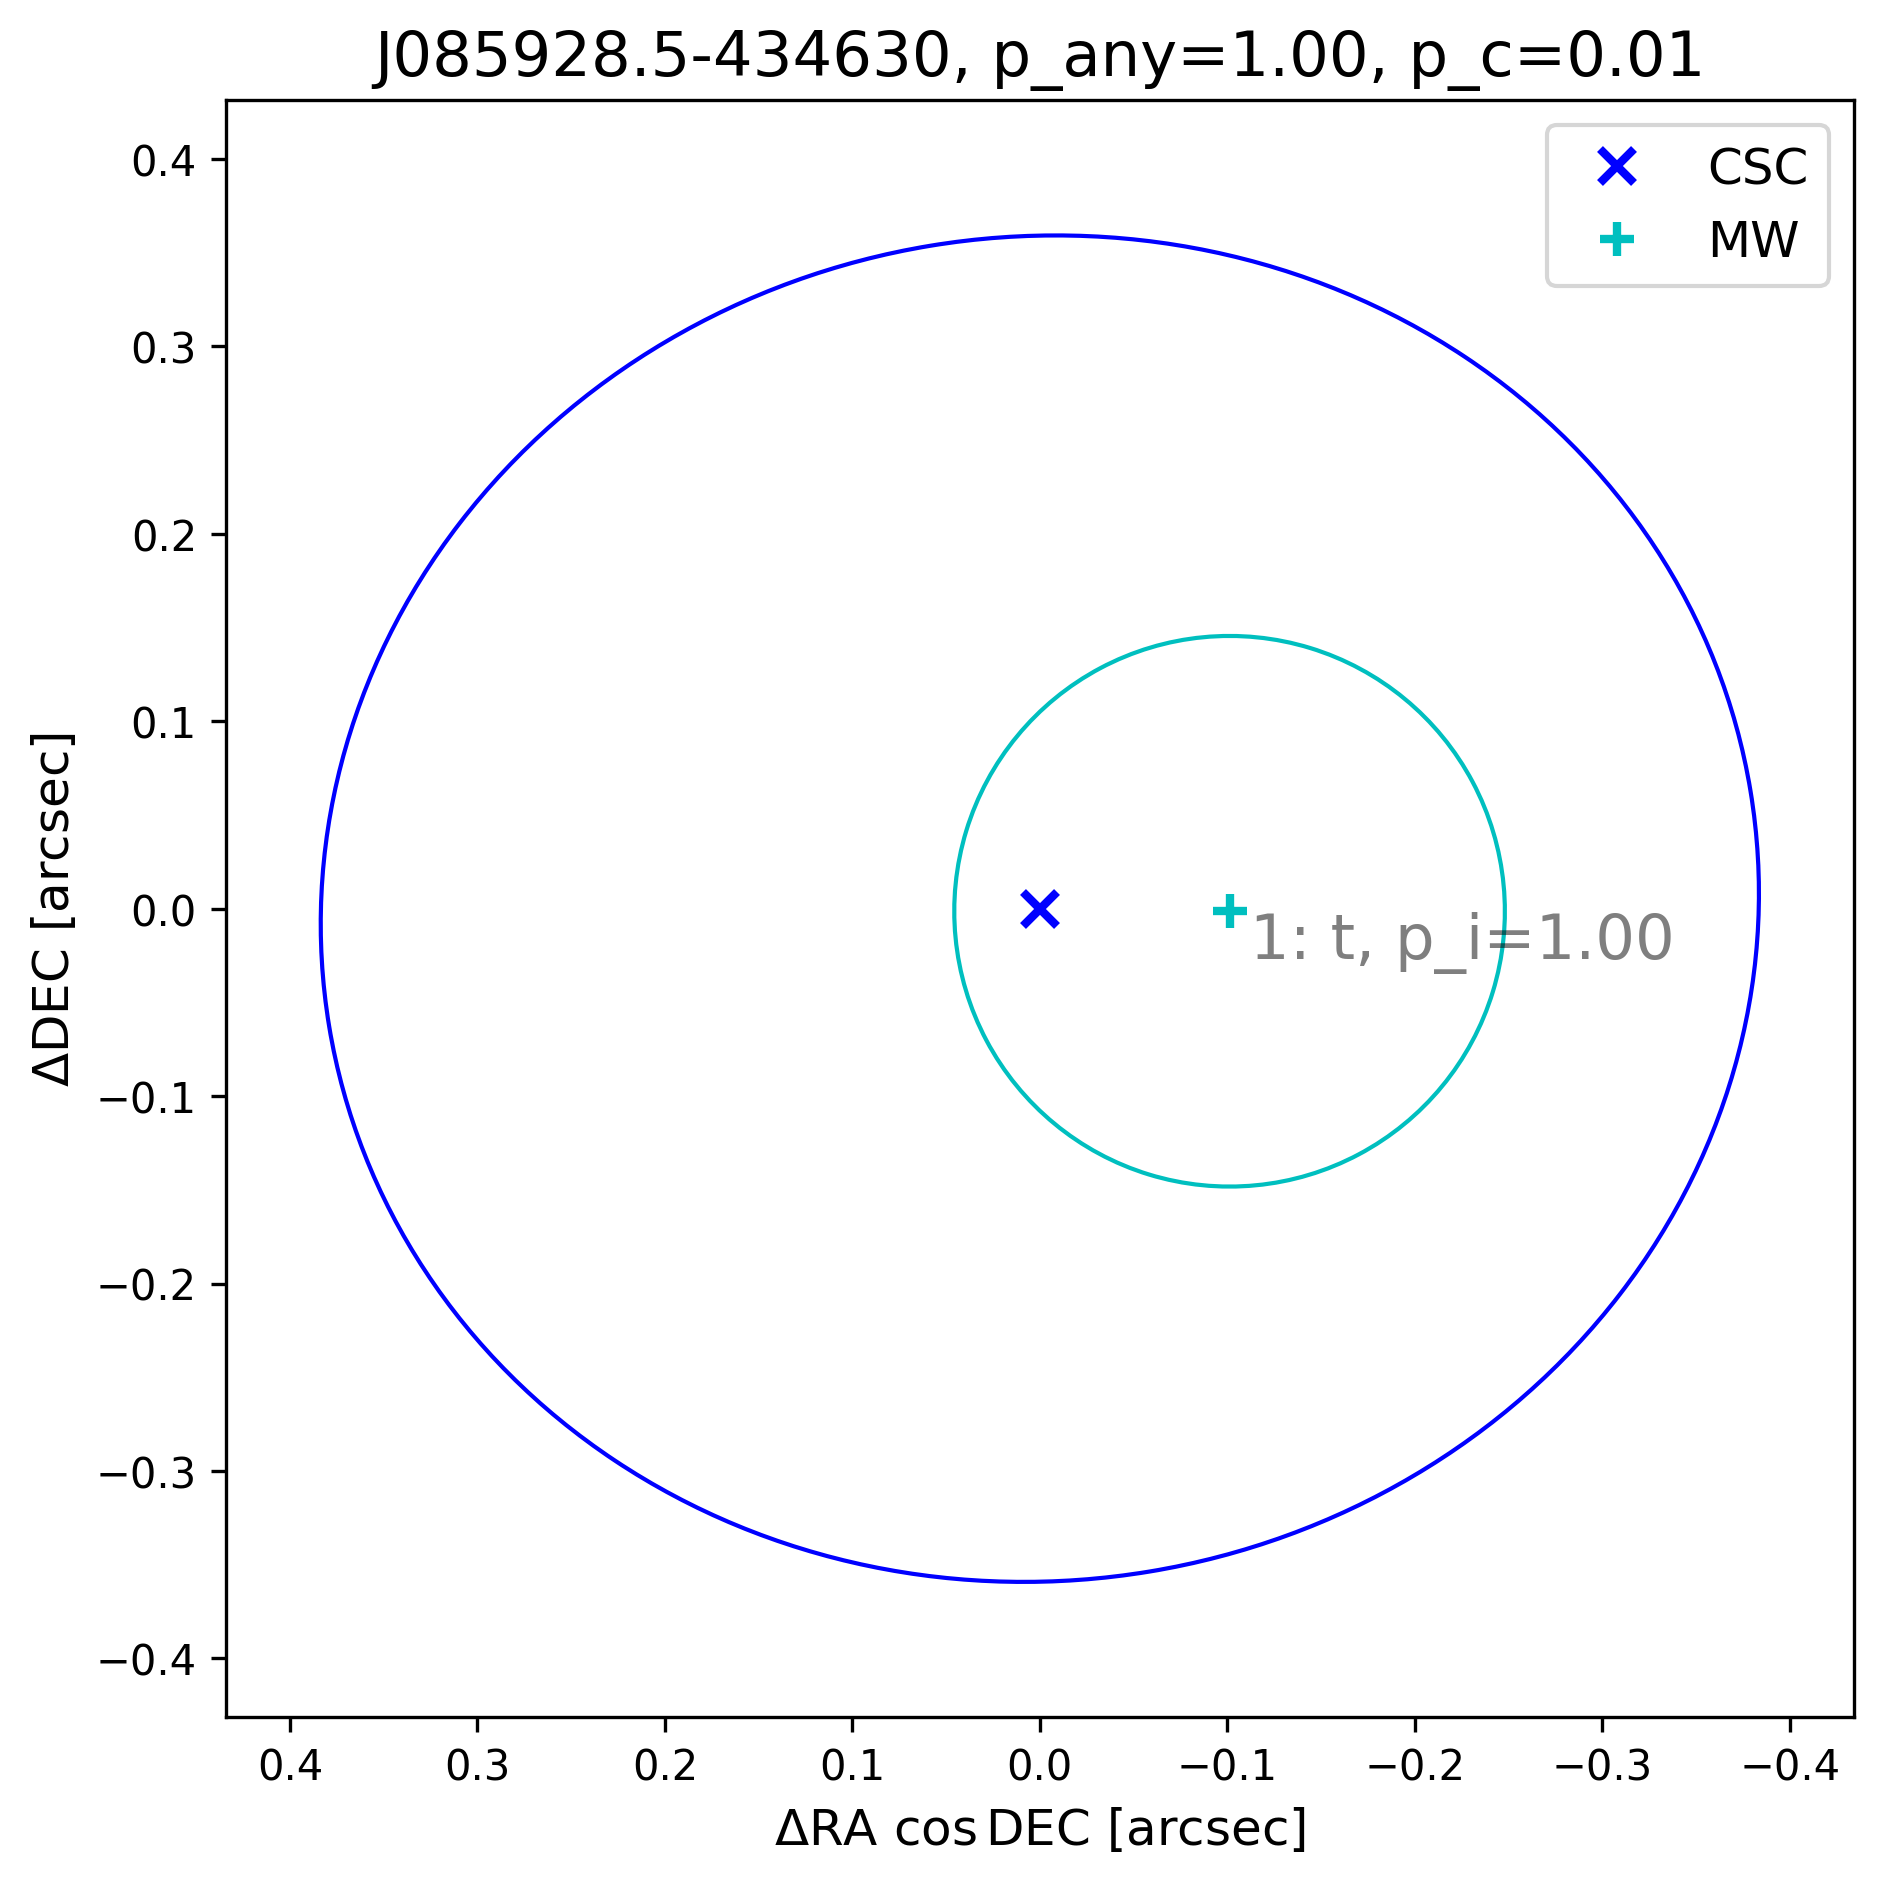 J085928.5-434630, p_any=1.00, p_c=0.01
CSC
MW
0.4
0.3
0.2
0.1
0.0
−0.1
−0.2
−0.3
−0.4
ΔDEC [arcsec]
1: t, p_i=1.00
0.4 0.3 0.2 0.1 0.0 −0.1 −0.2 −0.3 −0.4
ΔRA cos DEC [arcsec]